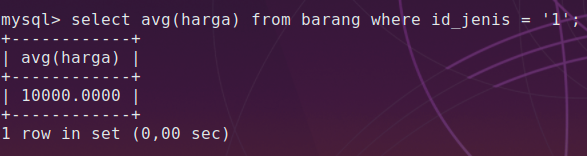 mysql> select avg(harga) from barang where id_jenis = '1';
+------------+
| avg(harga) |
+------------+
| 10000.0000 |
+------------+
1 row in set (0,00 sec)